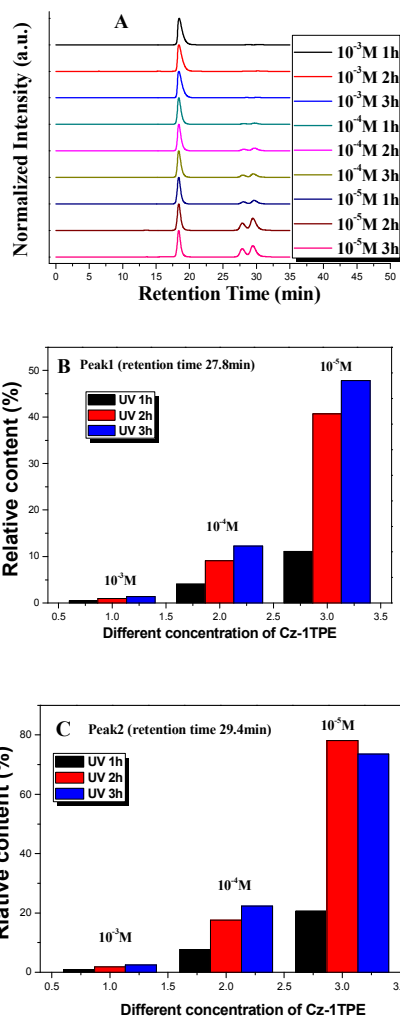 A
10⁻³M 1h
10⁻³M 2h
10⁻³M 3h
10⁻⁴M 1h
10⁻⁴M 2h
10⁻⁴M 3h
10⁻⁵M 1h
10⁻⁵M 2h
10⁻⁵M 3h
Normalized Intensity (a.u.)
0 5 10 15 20 25 30 35 40 45 50
Retention Time (min)
B Peak1 (retention time 27.8min)
UV 1h
UV 2h
UV 3h
10⁻³M
10⁻⁴M
10⁻⁵M
Relative content (%)
50
40
30
20
10
0
0.5 1.0 1.5 2.0 2.5 3.0 3.5
Different concentration of Cz-1TPE
C Peak2 (retention time 29.4min)
UV 1h
UV 2h
UV 3h
10⁻³M
10⁻⁴M
10⁻⁵M
Rlative content (%)
80
60
40
20
0
0.5 1.0 1.5 2.0 2.5 3.0 3.5
Different concentration of Cz-1TPE